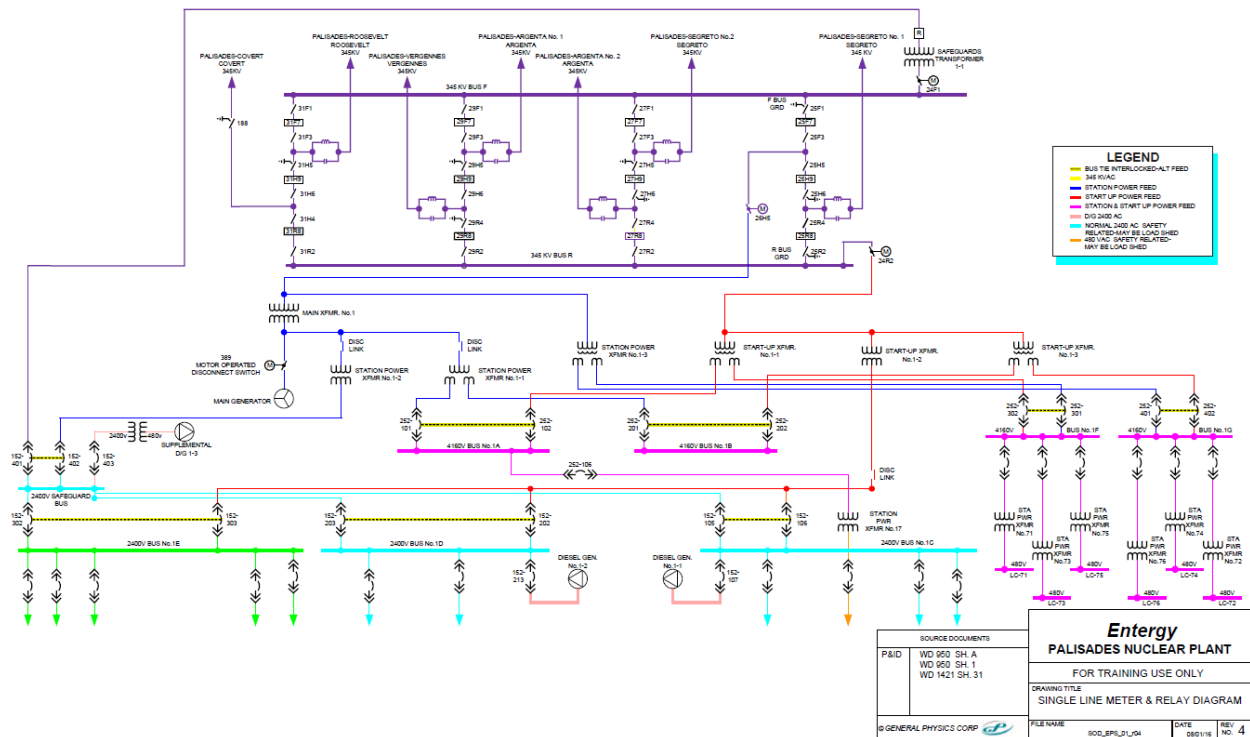 PALISADES-ROOSEVELT
ROOSEVELT
345KV
PALISADES-ARGENTA No. 1
ARGENTA
345KV
PALISADES-SEGRETO No.2
SEGRETO
345KV
PALISADES-SEGRETO No. 1
SEGRETO
345KV
PALISADES-COVERT
COVERT
345KV
PALISADES-VERGENNES
VERGENNES
345KV
PALISADES-ARGENTA No. 2
ARGENTA
345KV
R
SAFEGUARDS
TRANSFORMER
1-1
M
24F1
345 KV BUS F
F BUS
GRD
188
31F1
31F7
31F3
31H5
31H9
31H6
31H4
31R8
31R2
29F1
29F7
29F3
29H5
29H9
29H6
29R4
29R8
29R2
27F1
27F7
27F3
27H5
27H9
27H6
27R4
27R8
27R2
25F1
25F7
25F3
25H5
25H9
25H6
25R4
25R8
25R2
M
26H5
345 KV BUS R
R BUS
GRD
M
24R2
LEGEND
BUS TIE INTERLOCKED-ALT FEED
345 KVAC
STATION POWER FEED
START UP POWER FEED
STATION & START UP POWER FEED
D/G 2400 AC
NORMAL 2400 AC SAFETY
RELATED-MAY BE LOAD SHED
480 VAC SAFETY RELATED-
MAY BE LOAD SHED
MAIN XFMR. No.1
389
MOTOR OPERATED
DISCONNECT SWITCH
M
MAIN GENERATOR
DISC
LINK
STATION POWER
XFMR No.1-2
DISC
LINK
STATION POWER
XFMR No.1-1
STATION POWER
XFMR No.1-3
START-UP XFMR.
No.1-1
START-UP XFMR.
No.1-2
START-UP XFMR.
No.1-3
2400v
480v
SUPPLEMENTAL
D/G 1-3
152-
401
152-
402
152-
403
2400V SAFEGUARD
BUS
252-
101
252-
102
4160V BUS No.1A
252-
201
252-
202
4160V BUS No.1B
252-106
252-
302
252-
301
4160V
BUS No.1F
252-
401
252-
402
4160V
BUS No.1G
DISC
LINK
152-
302
152-
303
2400V BUS No.1E
152-
203
152-
202
2400V BUS No.1D
152-
213
DIESEL GEN.
No.1-2
DIESEL GEN.
No.1-1
152-
105
152-
106
2400V BUS No.1C
152-
107
STATION
PWR
XFMR No.17
STA
PWR
XFMR
No.71
STA
PWR
XFMR
No.73
STA
PWR
XFMR
No.75
STA
PWR
XFMR
No.76
STA
PWR
XFMR
No.74
STA
PWR
XFMR
No.72
480V
LC-71
480V
LC-73
480V
LC-75
480V
LC-76
480V
LC-74
480V
LC-72
SOURCE DOCUMENTS
P&ID
WD 950 SH. A
WD 950 SH. 1
WD 1421 SH. 31
© GENERAL PHYSICS CORP GP
Entergy
PALISADES NUCLEAR PLANT
FOR TRAINING USE ONLY
DRAWING TITLE
SINGLE LINE METER & RELAY DIAGRAM
FILE NAME
SOD_EPS_01_r04
DATE
08/01/16
REV
NO. 4